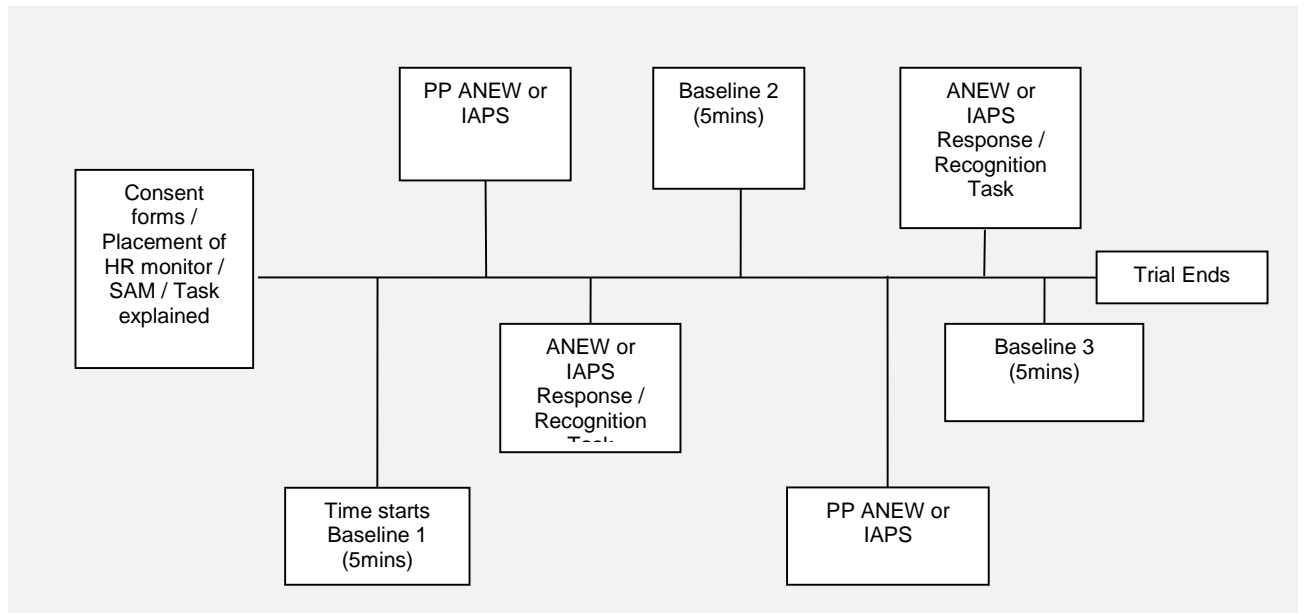 PP ANEW or
IAPS
Baseline 2
(5mins)
ANEW or
IAPS
Response /
Recognition
Task
Consent
forms /
Placement of
HR monitor /
SAM / Task
explained
Trial Ends
ANEW or
IAPS
Response /
Recognition
Task
Baseline 3
(5mins)
Time starts
Baseline 1
(5mins)
PP ANEW or
IAPS